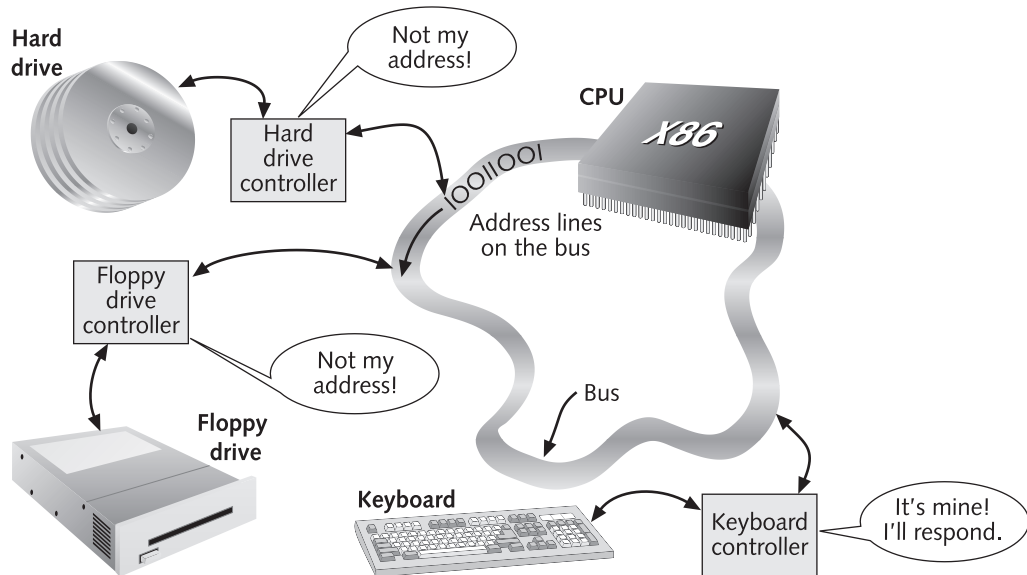 Hard
drive
Not my
address!
Hard
drive
controller
CPU
X86
10011001
Address lines
on the bus
Floppy
drive
controller
Not my
address!
Floppy
drive
Bus
Keyboard
Keyboard
controller
It's mine!
I'll respond.